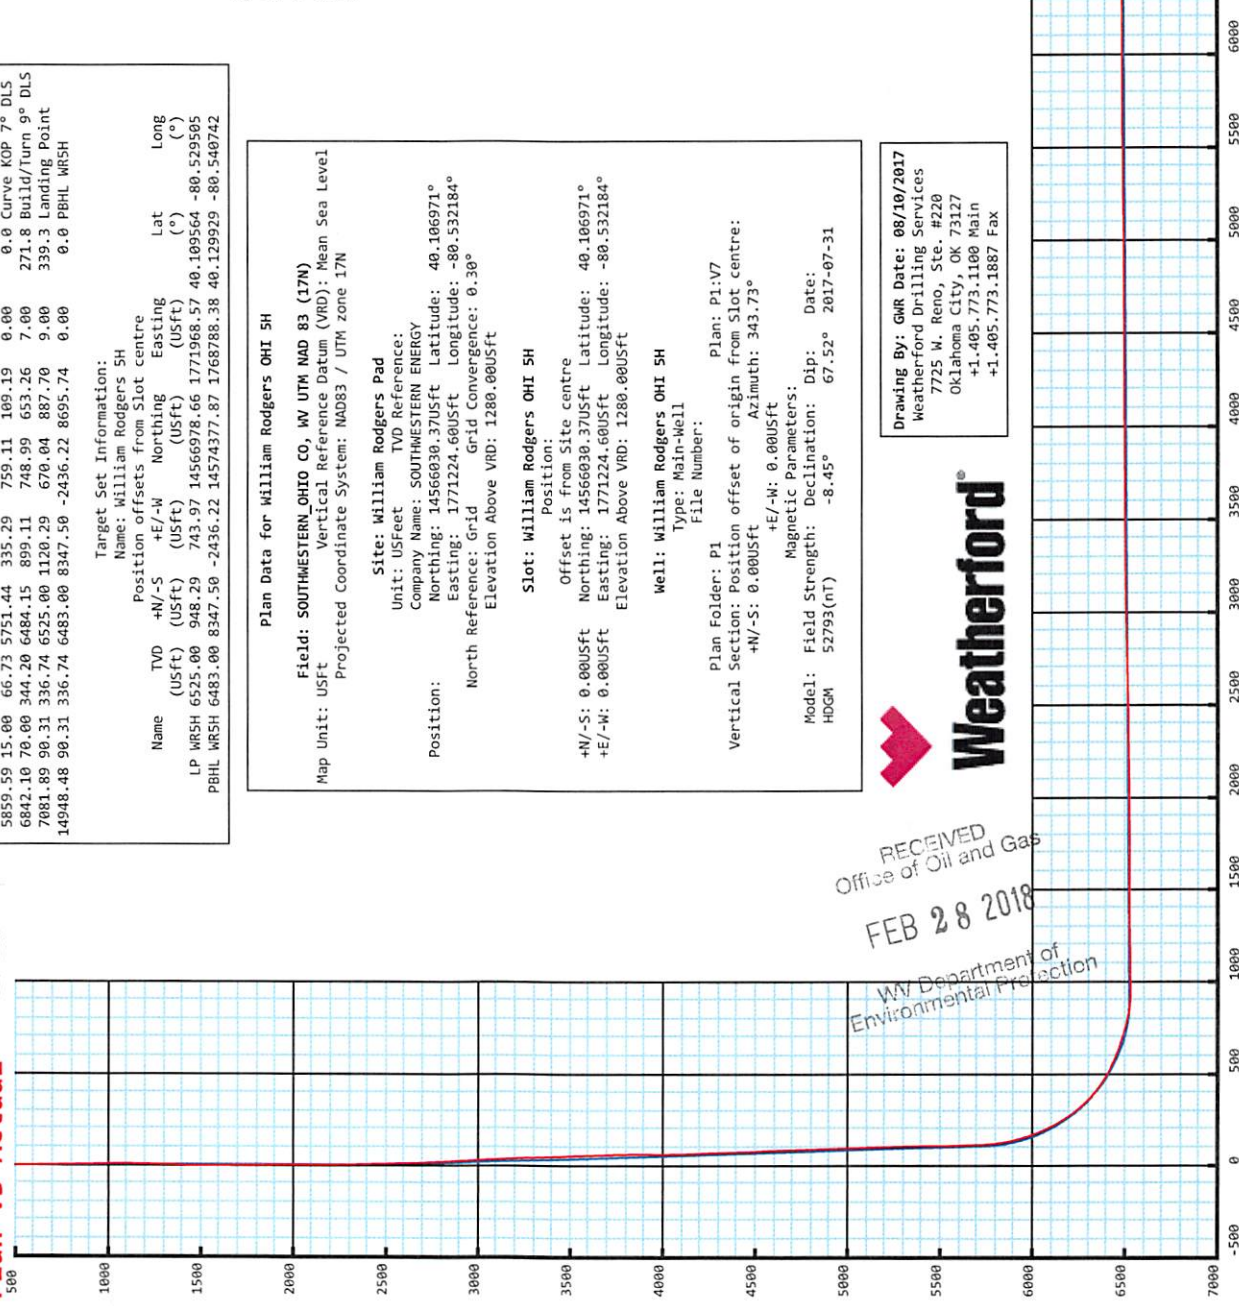 5859.59 15.00 66.73 5751.44 335.29 759.11 109.19 0.00 0.0 Curve KOP 7° DLS
6842.10 70.00 344.20 6484.15 809.11 748.99 653.26 7.00 271.8 Build/Turn 9° DLS
7081.89 90.31 336.74 6525.00 1120.29 670.04 887.70 9.00 339.3 Landing Point
14948.48 90.31 336.74 6483.00 8347.50 -2436.22 8695.74 0.00 0.0 PBHL WR5H
Target Set Information:
Name: William Rodgers 5H
Position offsets from Slot centre
Name TVD +N/-S +E/-W Northing Easting Lat Long
(USft) (USft) (USft) (USft) (USft) (°) (°)
LP WR5H 6525.00 948.29 743.97 14566978.66 1771968.57 40.109564 -80.529505
PBHL WR5H 6483.00 8347.50 -2436.22 14574377.87 1768788.38 40.129929 -80.540742
Plan Data for William Rodgers OHI 5H
Field: SOUTHWESTERN_OHIO CO, WV UTM NAD 83 (17N)
Map Unit: USFt Vertical Reference Datum (VRD): Mean Sea Level
Projected Coordinate System: NAD83 / UTM zone 17N
Site: William Rodgers Pad
Unit: USFeet TVD Reference:
Company Name: SOUTHWESTERN ENERGY
Position: Northing: 14566030.37USft Latitude: 40.106971°
Easting: 1771224.60USft Longitude: -80.532184°
North Reference: Grid Grid Convergence: 0.30°
Elevation Above VRD: 1280.00USft
Slot: William Rodgers OHI 5H
Position:
Offset is from Site centre
+N/-S: 0.00USft Northing: 14566030.37USft Latitude: 40.106971°
+E/-W: 0.00USft Easting: 1771224.60USft Longitude: -80.532184°
Elevation Above VRD: 1280.00USft
Well: William Rodgers OHI 5H
Type: Main-Well
File Number:
Plan Folder: P1 Plan: P1:V7
Vertical Section: Position offset of origin from Slot centre:
+N/-S: 0.00USft Azimuth: 343.73°
+E/-W: 0.00USft
Magnetic Parameters:
Model: Field Strength: Declination: Dip: Date:
HDGM 52793(nT) -8.45° 67.52° 2017-07-31
Drawing By: GWR Date: 08/10/2017
Weatherford Drilling Services
7725 W. Reno, Ste. #220
Oklahoma City, OK 73127
+1.405.773.1100 Main
+1.405.773.1887 Fax
Weatherford®
RECEIVED
Office of Oil and Gas
FEB 28 2018
WV Department of
Environmental Protection
500
1000
1500
2000
2500
3000
3500
4000
4500
5000
5500
6000
6500
7000
-500 0 500 1000 1500 2000 2500 3000 3500 4000 4500 5000 5500 6000